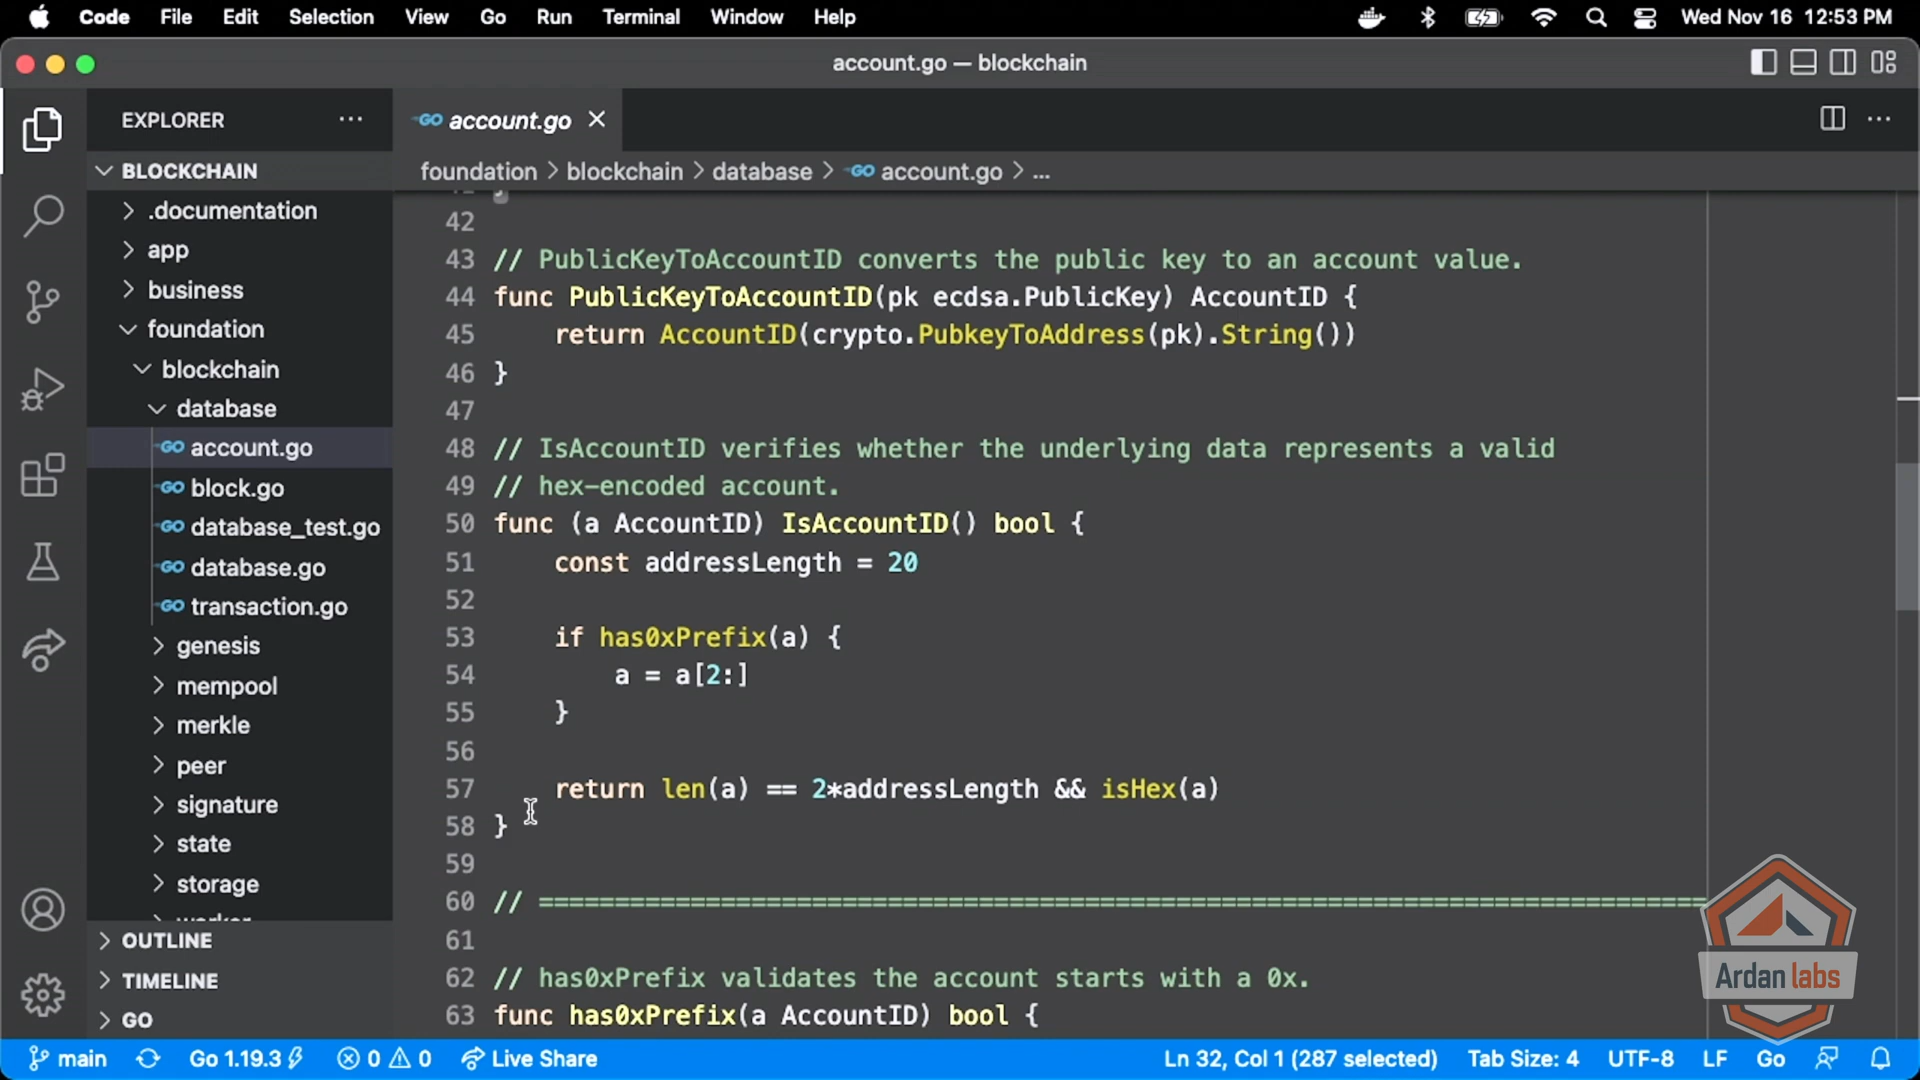 Code File Edit Selection View Go Run Terminal Window Help Wed Nov 16 12:53 PM
account.go — blockchain
EXPLORER ···
account.go
BLOCKCHAIN
foundation > blockchain > database > account.go > ...
.documentation
app
business
foundation
blockchain
database
account.go
block.go
database_test.go
database.go
transaction.go
genesis
mempool
merkle
peer
signature
state
storage
OUTLINE
TIMELINE
GO
42
43 // PublicKeyToAccountID converts the public key to an account value.
44 func PublicKeyToAccountID(pk ecdsa.PublicKey) AccountID {
45 return AccountID(crypto.PubkeyToAddress(pk).String())
46 }
47
48 // IsAccountID verifies whether the underlying data represents a valid
49 // hex-encoded account.
50 func (a AccountID) IsAccountID() bool {
51 const addressLength = 20
52
53 if has0xPrefix(a) {
54 a = a[2:]
55 }
56
57 return len(a) == 2*addressLength && isHex(a)
58 }
59
60 // =============================================================================
61
62 // has0xPrefix validates the account starts with a 0x.
63 func has0xPrefix(a AccountID) bool {
Ardan labs
main Go 1.19.3 0 0 Live Share Ln 32, Col 1 (287 selected) Tab Size: 4 UTF-8 LF Go